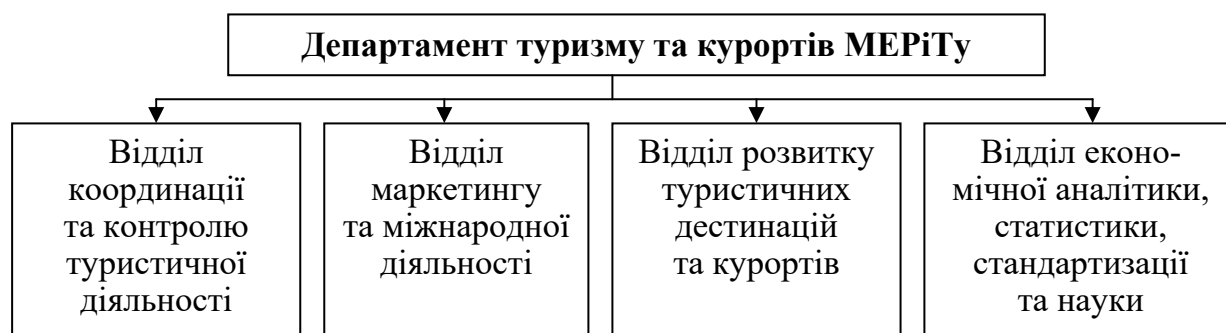 Департамент туризму та курортів МЕРіТу
Відділ
координації
та контролю
туристичної
діяльності
Відділ
маркетингу
та міжнародної
діяльності
Відділ розвитку
туристичних
дестинацій
та курортів
Відділ еконо-
мічної аналітики,
статистики,
стандартизації
та науки